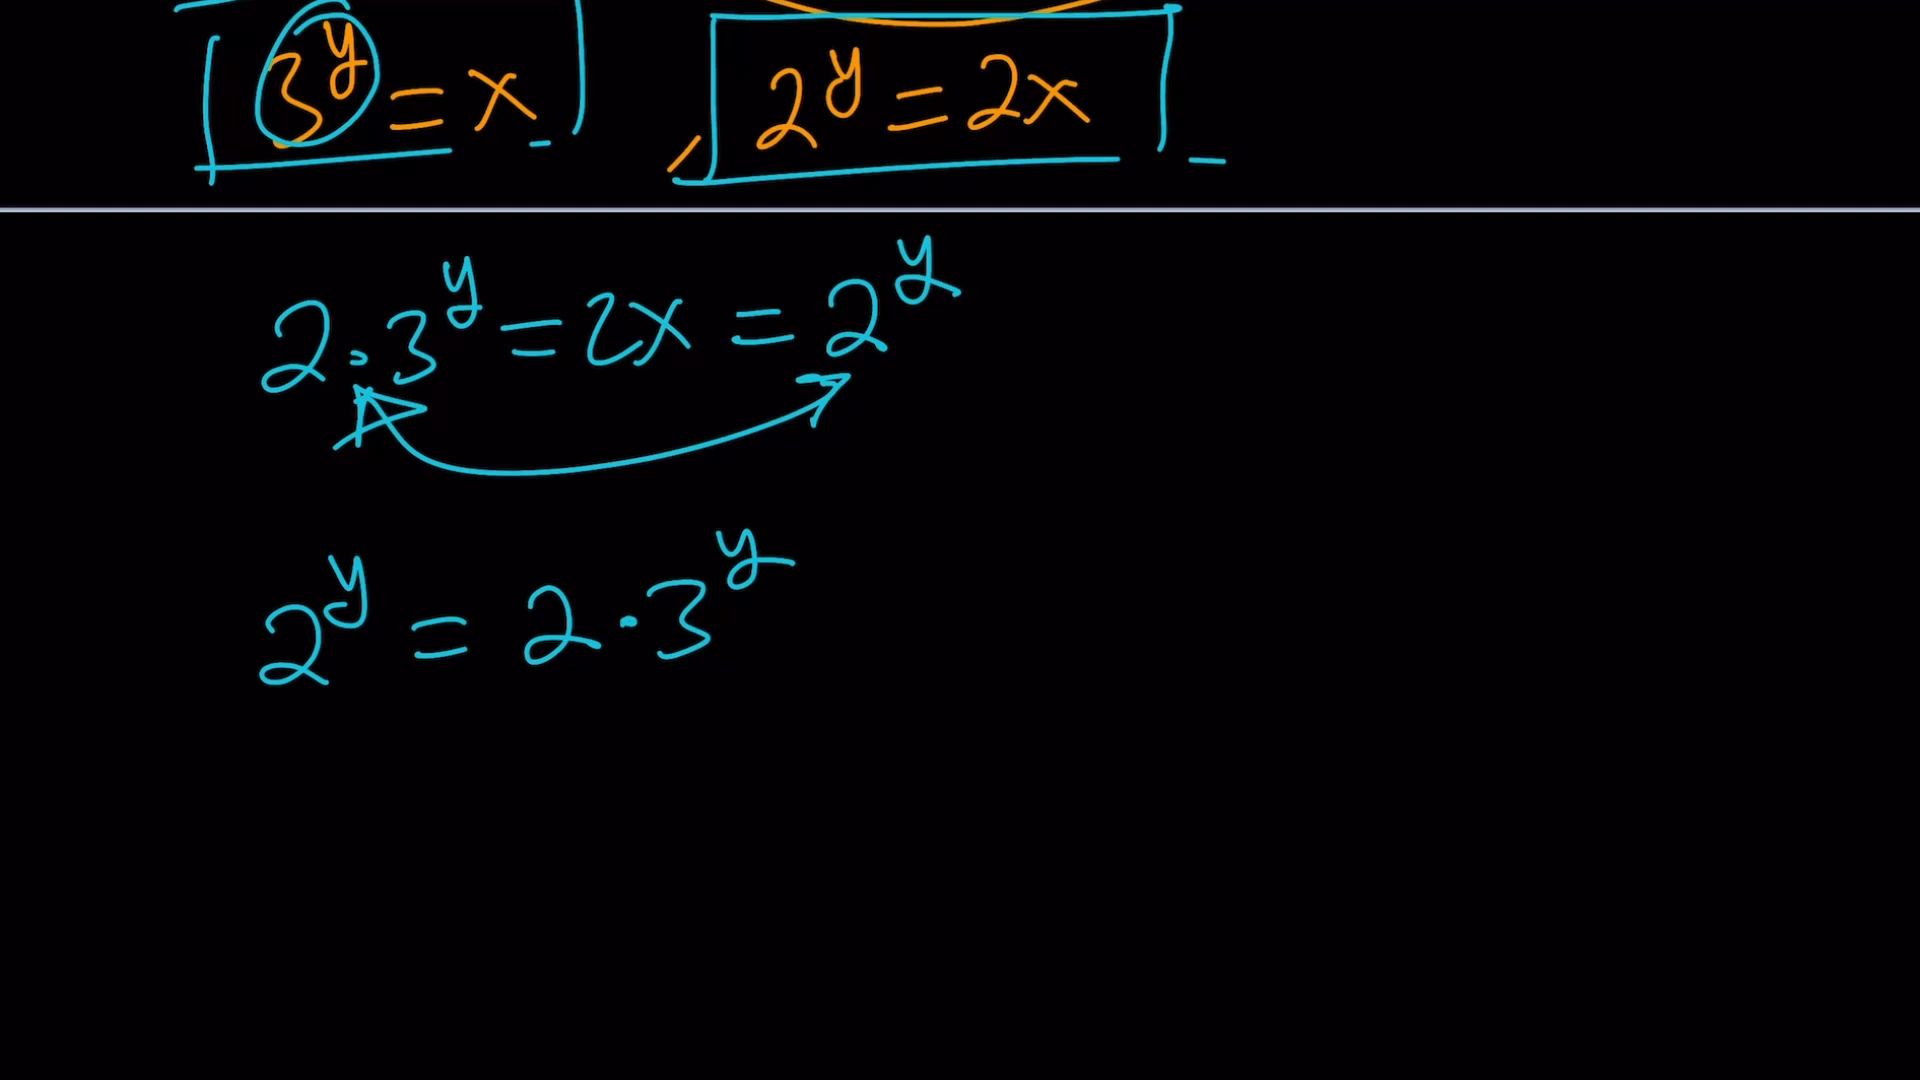 3^y = x 2^y = 2x
2·3^y = 2x = 2^y
2^y = 2·3^y